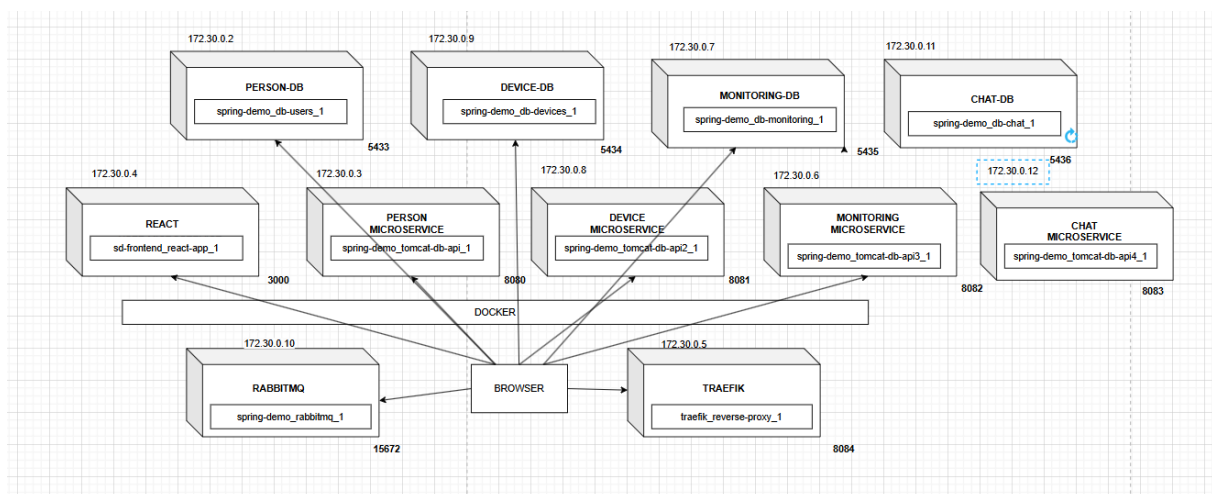 172.30.0.2
172.30.0.9
172.30.0.7
172.30.0.11
PERSON-DB
spring-demo_db-users_1
5433
DEVICE-DB
spring-demo_db-devices_1
5434
MONITORING-DB
spring-demo_db-monitoring_1
5435
CHAT-DB
spring-demo_db-chat_1
5436
172.30.0.4
172.30.0.3
172.30.0.8
172.30.0.6
172.30.0.12
REACT
sd-frontend_react-app_1
3000
PERSON
MICROSERVICE
spring-demo_tomcat-db-api_1
8080
DEVICE
MICROSERVICE
spring-demo_tomcat-db-api2_1
8081
MONITORING
MICROSERVICE
spring-demo_tomcat-db-api3_1
8082
CHAT
MICROSERVICE
spring-demo_tomcat-db-api4_1
8083
DOCKER
172.30.0.10
172.30.0.5
RABBITMQ
spring-demo_rabbitmq_1
15672
BROWSER
TRAEFIK
traefik_reverse-proxy_1
8084